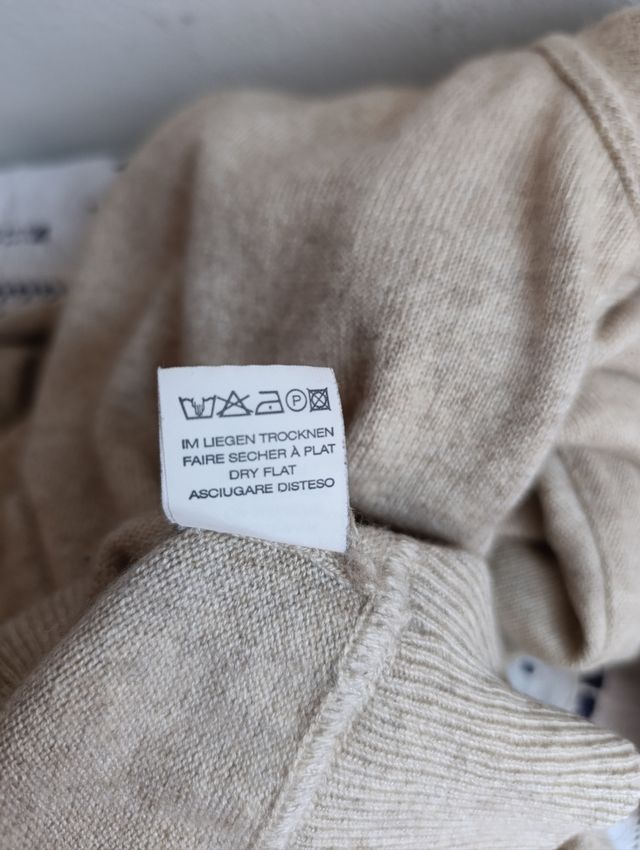 P
IM LIEGEN TROCKNEN
FAIRE SECHER À PLAT
DRY FLAT
ASCIUGARE DISTESO